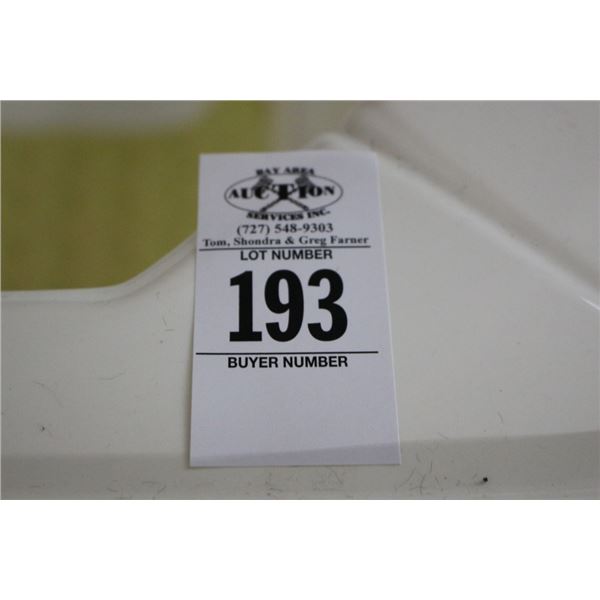 BAY AREA
AUCTION
SERVICES INC.
(727) 548-9303
Tom, Shondra & Greg Farner
LOT NUMBER
193
BUYER NUMBER